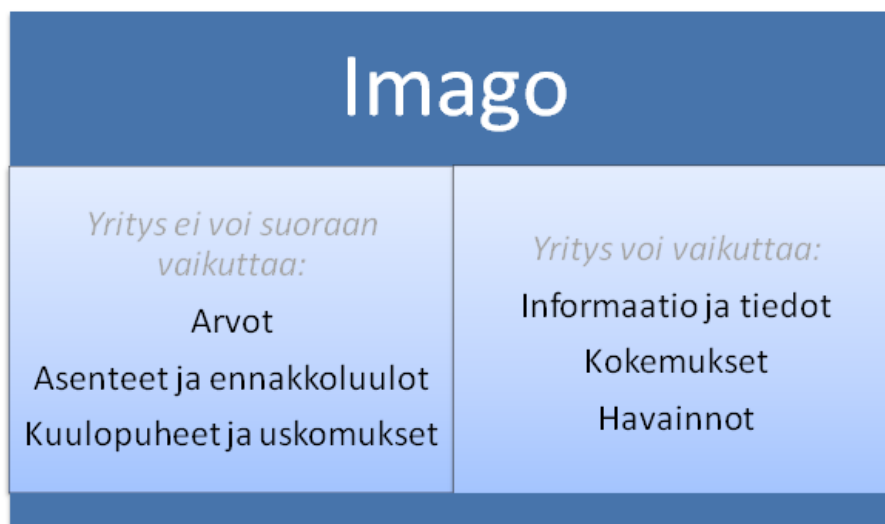 Imago
Yritys ei voi suoraan
vaikuttaa:
Arvot
Asenteet ja ennakkoluulot
Kuulopuheet ja uskomukset
Yritys voi vaikuttaa:
Informaatio ja tiedot
Kokemukset
Havainnot